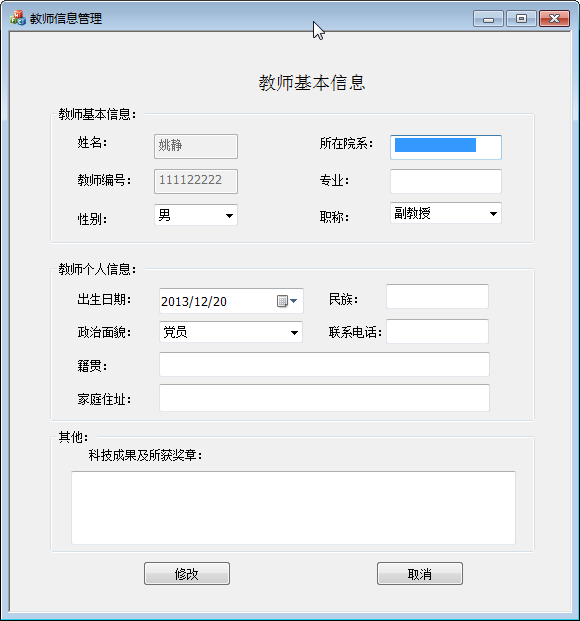 教师信息管理
教师基本信息
教师基本信息:
姓名: 姚静 所在院系:
教师编号: 111122222 专业:
性别: 男 职称: 副教授
教师个人信息:
出生日期: 2013/12/20 民族:
政治面貌: 党员 联系电话:
籍贯:
家庭住址:
其他:
科技成果及所获奖章:
修改 取消